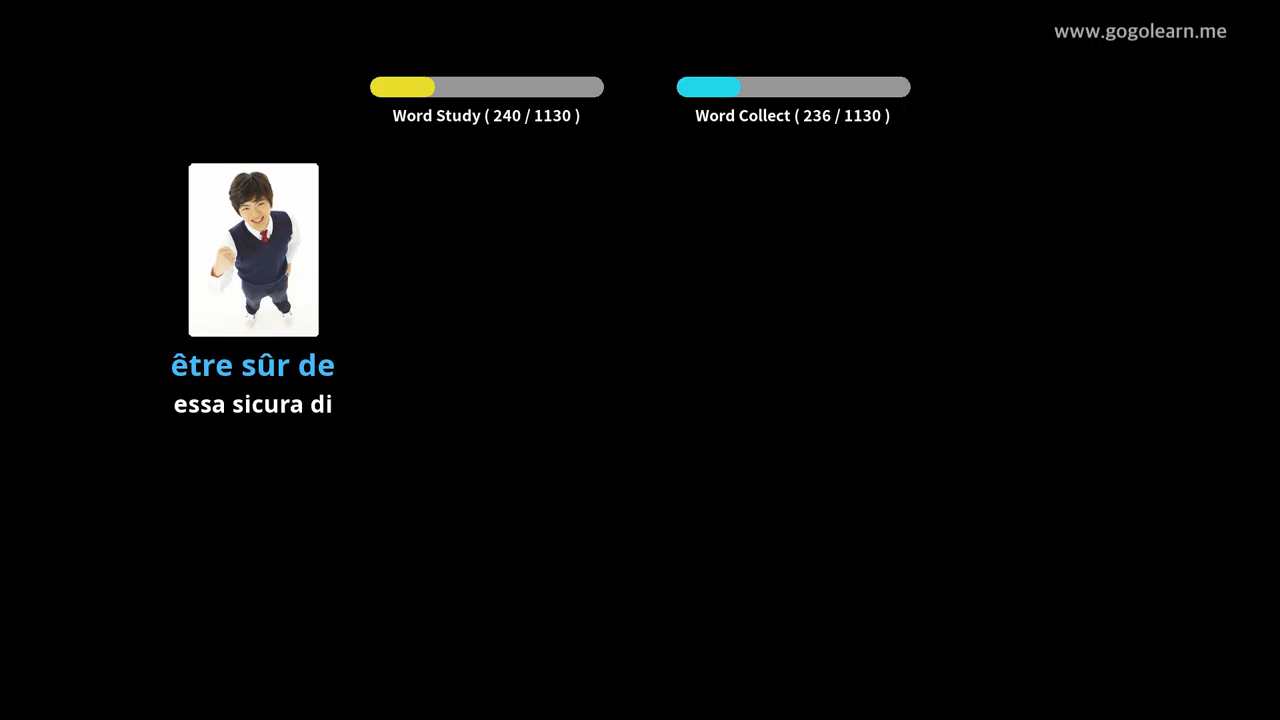 www.gogolearn.me
Word Study ( 240 / 1130 )
Word Collect ( 236 / 1130 )
être sûr de
essa sicura di